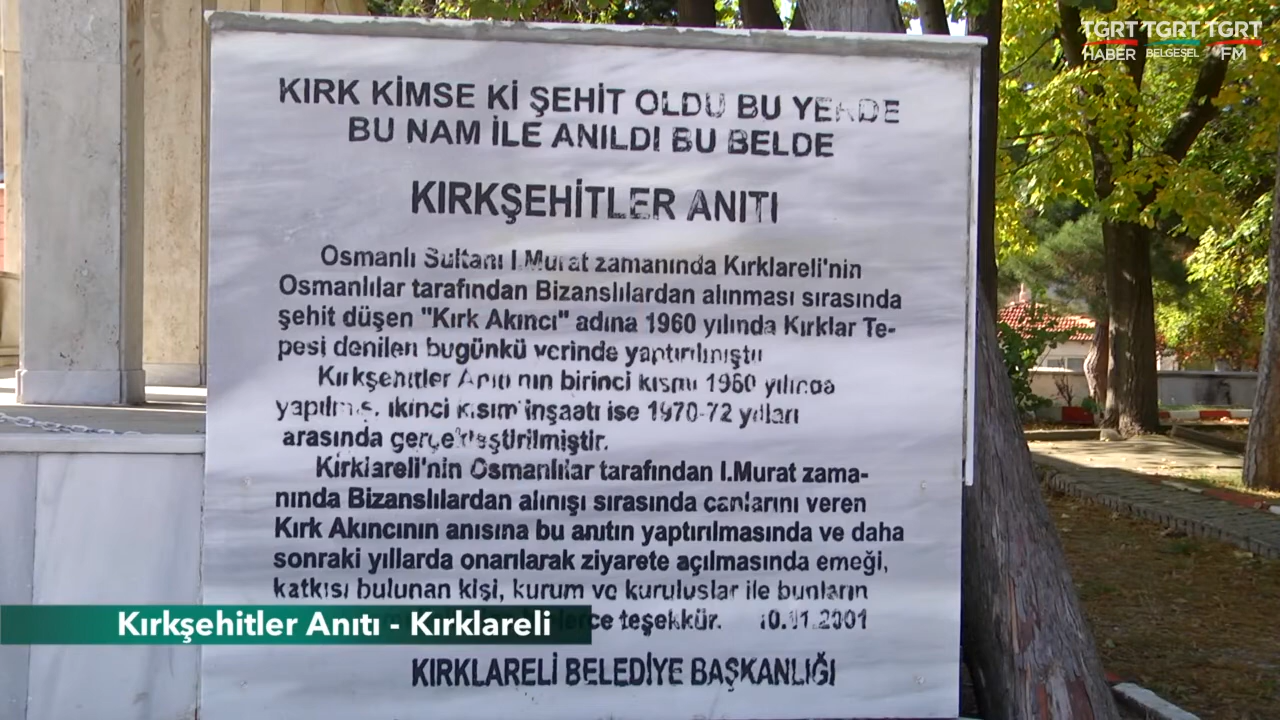 TGRT HABER
TGRT BELGESEL
TGRT FM
KIRK KİMSE Kİ ŞEHİT OLDU BU YERDE
BU NAM İLE ANILDI BU BELDE
KIRKŞEHİTLER ANITI
Osmanlı Sultanı I.Murat zamanında Kırklareli'nin
Osmanlılar tarafından Bizanslılardan alınması sırasında
şehit düşen "Kırk Akıncı" adına 1960 yılında Kırklar Te-
pesi denilen bugünkü yerinde yaptırılmıştır
Kırkşehitler Anıtı'nın birinci kısmı 1960 yılında
yapılmış, ikinci kısım inşaatı ise 1970-72 yılları
arasında gerçekleştirilmiştir.
Kırklareli'nin Osmanlılar tarafından I.Murat zama-
nında Bizanslılardan alınışı sırasında canlarını veren
Kırk Akıncının anısına bu anıtın yaptırılmasında ve daha
sonraki yıllarda onarılarak ziyarete açılmasında emeği,
katkısı bulunan kişi, kurum ve kuruluslar ile bunların
teşekkür.
KIRKLARELİ BELEDİYE BAŞKANLIĞI
Kırkşehitler Anıtı - Kırklareli